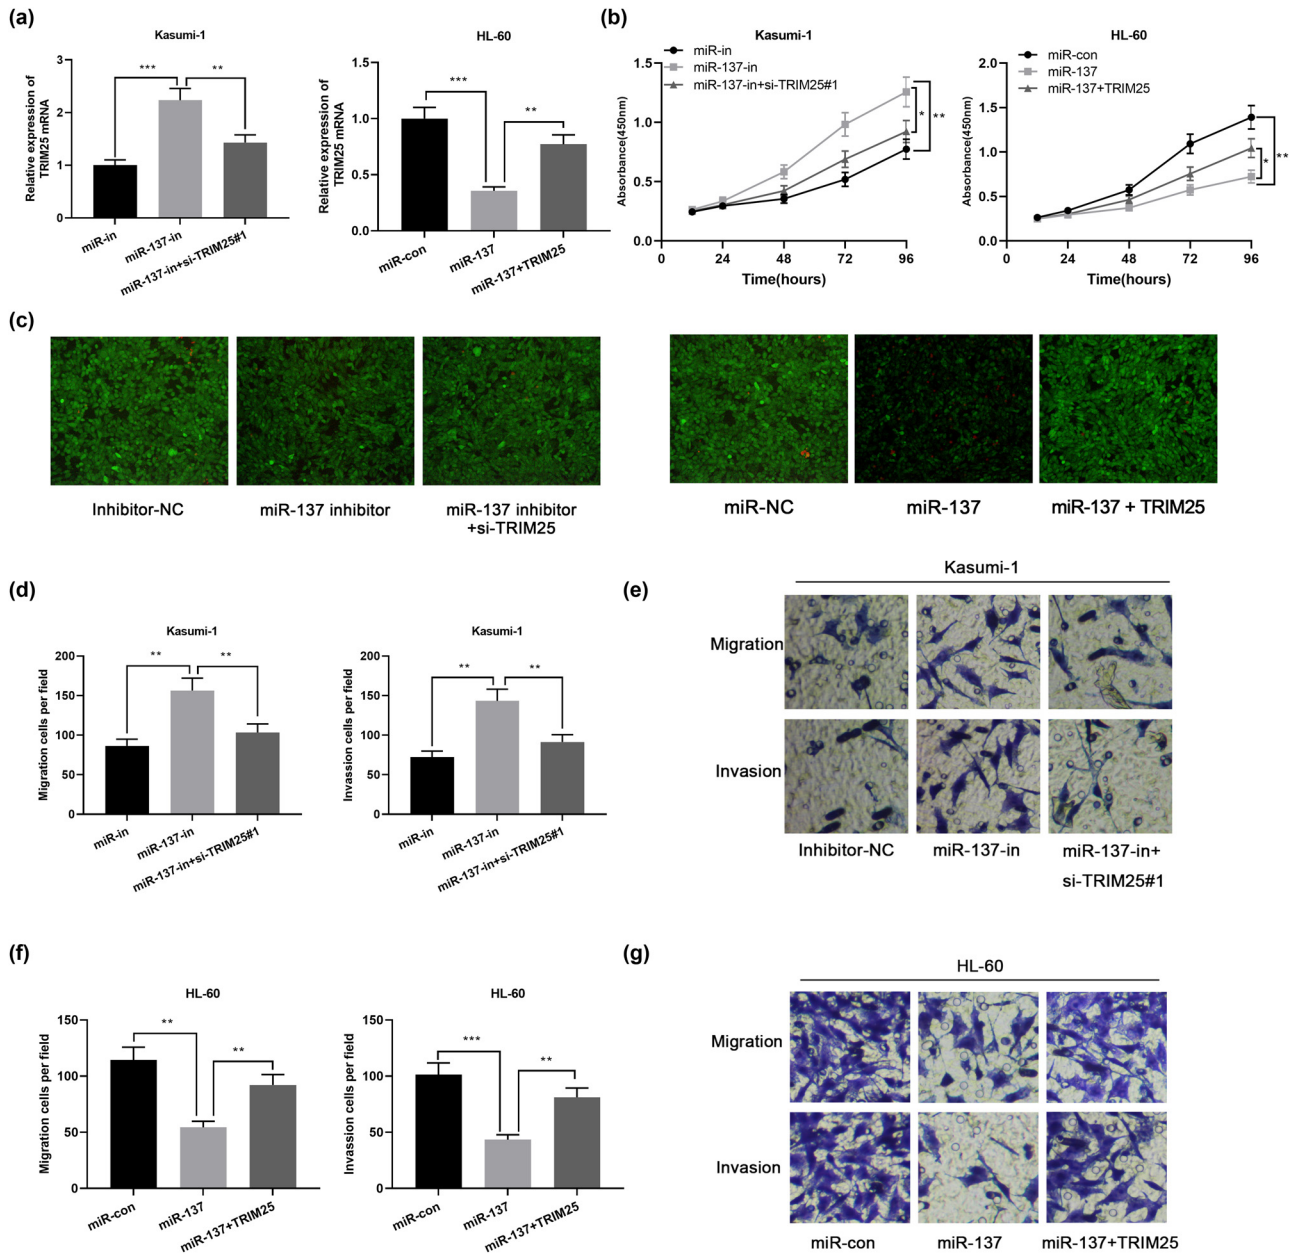 (a)
Kasumi-1
Relative expression of
TRIM25 mRNA
3
2
1
0
***
**
miR-in
miR-137-in
miR-137-in+si-TRIM25#1
HL-60
Relative expression of
TRIM25 mRNA
1.5
1.0
0.5
0.0
***
**
miR-con
miR-137
miR-137+TRIM25
(b)
Kasumi-1
miR-in
miR-137-in
miR-137-in+si-TRIM25#1
Absorbance(450nm)
1.5
1.0
0.5
0.0
0
24
48
72
96
Time(hours)
*
**
HL-60
miR-con
miR-137
miR-137+TRIM25
Absorbance(450nm)
2.0
1.5
1.0
0.5
0.0
0
24
48
72
96
Time(hours)
*
**
(c)
Inhibitor-NC
miR-137 inhibitor
miR-137 inhibitor
+si-TRIM25
miR-NC
miR-137
miR-137 + TRIM25
(d)
Kasumi-1
Migration cells per field
200
150
100
50
0
**
**
miR-in
miR-137-in
miR-137-in+si-TRIM25#1
Kasumi-1
Invassion cells per field
200
150
100
50
0
**
**
miR-in
miR-137-in
miR-137-in+si-TRIM25#1
(e)
Kasumi-1
Migration
Invasion
Inhibitor-NC
miR-137-in
miR-137-in+
si-TRIM25#1
(f)
HL-60
Migration cells per field
150
100
50
0
**
**
miR-con
miR-137
miR-137+TRIM25
HL-60
Invassion cells per field
150
100
50
0
***
**
miR-con
miR-137
miR-137+TRIM25
(g)
HL-60
Migration
Invasion
miR-con
miR-137
miR-137+TRIM25